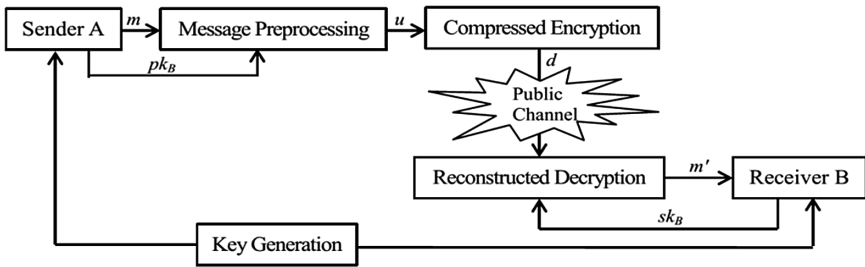 Sender A
m
Message Preprocessing
u
Compressed Encryption
pk_B
d
Public
Channel
Reconstructed Decryption
m'
Receiver B
sk_B
Key Generation